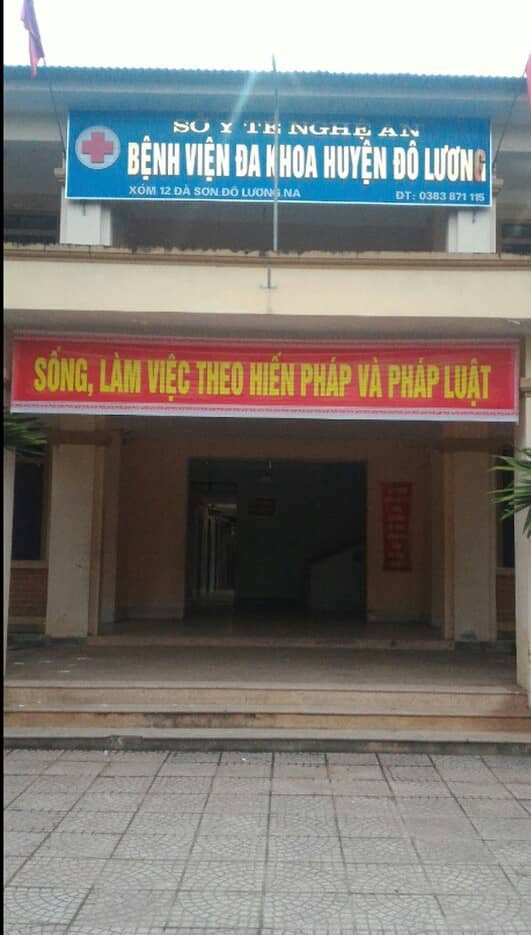 SỞ Y TẾ NGHỆ AN
BỆNH VIỆN ĐA KHOA HUYỆN ĐÔ LƯƠNG
XÓM 12 ĐÀ SƠN ĐÔ LƯƠNG NA
ĐT: 0383 871 115
SỐNG, LÀM VIỆC THEO HIẾN PHÁP VÀ PHÁP LUẬT